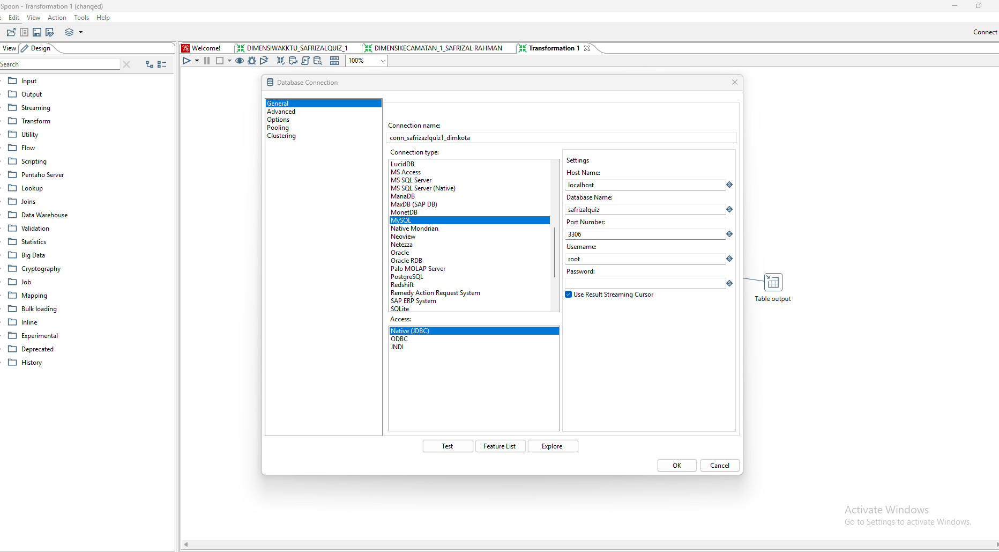 Spoon - Transformation 1 (changed)
Edit View Action Tools Help
Connect
View Design
Welcome! DIMENSIWAKKTU_SAFRIZALQUIZ_1 DIMENSIKECAMATAN_1_SAFRIZAL RAHMAN Transformation 1
Search
100%
Input
Output
Streaming
Transform
Utility
Flow
Scripting
Pentaho Server
Lookup
Joins
Data Warehouse
Validation
Statistics
Big Data
Cryptography
Job
Mapping
Bulk loading
Inline
Experimental
Deprecated
History
Database Connection
General
Advanced
Options
Pooling
Clustering
Connection name:
conn_safrizazlquiz1_dimkota
Connection type:
LucidDB
MS Access
MS SQL Server
MS SQL Server (Native)
MariaDB
MaxDB (SAP DB)
MonetDB
MySQL
Native Mondrian
Neoview
Netezza
Oracle
Oracle RDB
Palo MOLAP Server
PostgreSQL
Redshift
Remedy Action Request System
SAP ERP System
SQLite
Access:
Native (JDBC)
ODBC
JNDI
Settings
Host Name:
localhost
Database Name:
safrizalquiz
Port Number:
3306
Username:
root
Password:
Use Result Streaming Cursor
Test Feature List Explore
OK Cancel
Table output
Activate Windows
Go to Settings to activate Windows.